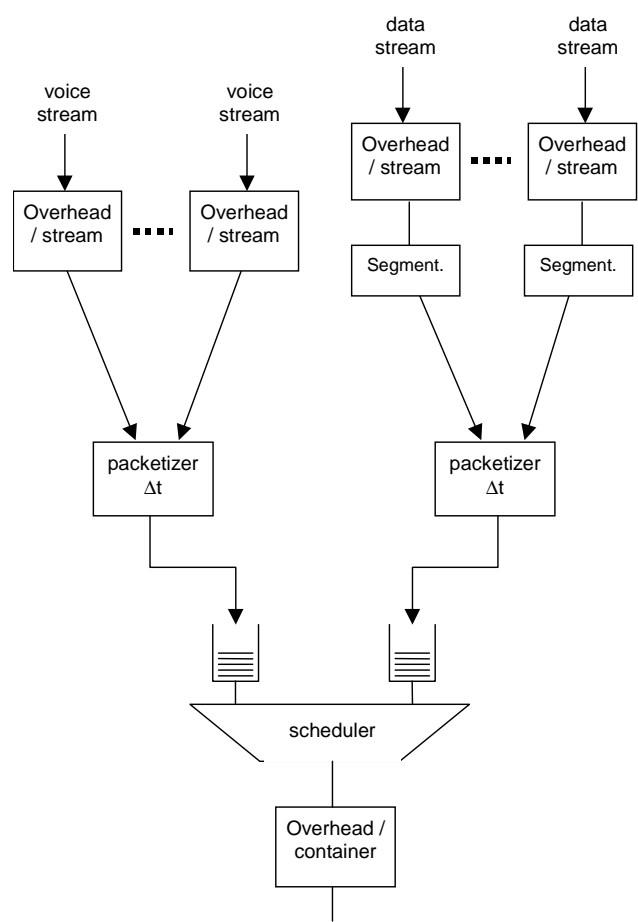 data
stream
data
stream
voice
stream
voice
stream
Overhead
/ stream
Overhead
/ stream
Overhead
/ stream
Overhead
/ stream
Segment.
Segment.
packetizer
Δt
packetizer
Δt
scheduler
Overhead /
container